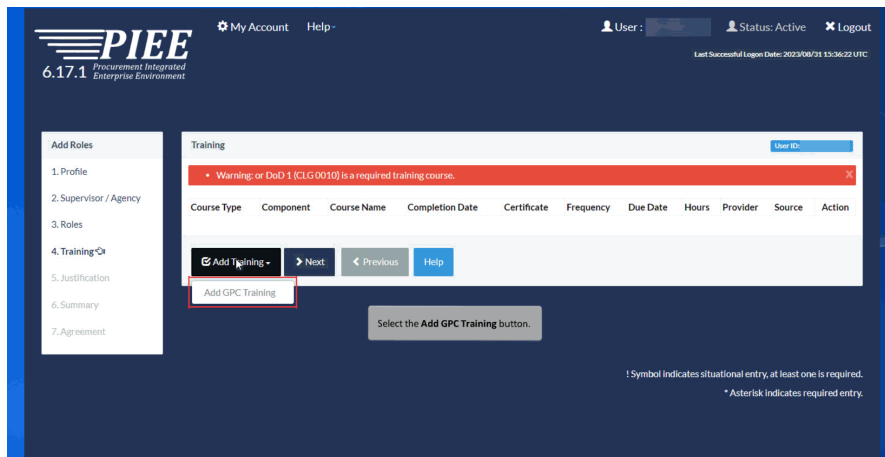 My Account Help
User : Status: Active Logout
Last Successful Logon Date: 2023/08/31 15:36:22 UTC
PIEE
6.17.1 Procurement Integrated
Enterprise Environment
Add Roles
1. Profile
2. Supervisor / Agency
3. Roles
4. Training
5. Justification
6. Summary
7. Agreement
Training
User ID:
Warning: or DoD 1 (CLG 0010) is a required training course.
X
Course Type Component Course Name Completion Date Certificate Frequency Due Date Hours Provider Source Action
Add Training Next Previous Help
Add GPC Training
Select the Add GPC Training button.
! Symbol indicates situational entry, at least one is required.
* Asterisk indicates required entry.